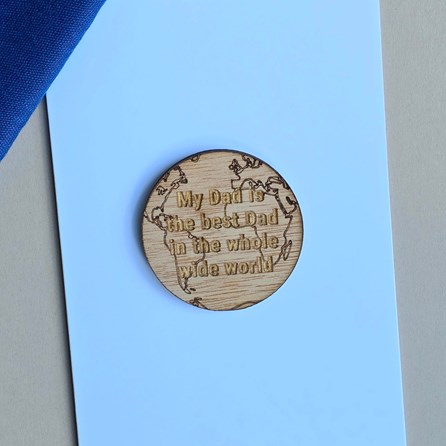 My Dad is
the best Dad
in the whole
wide world